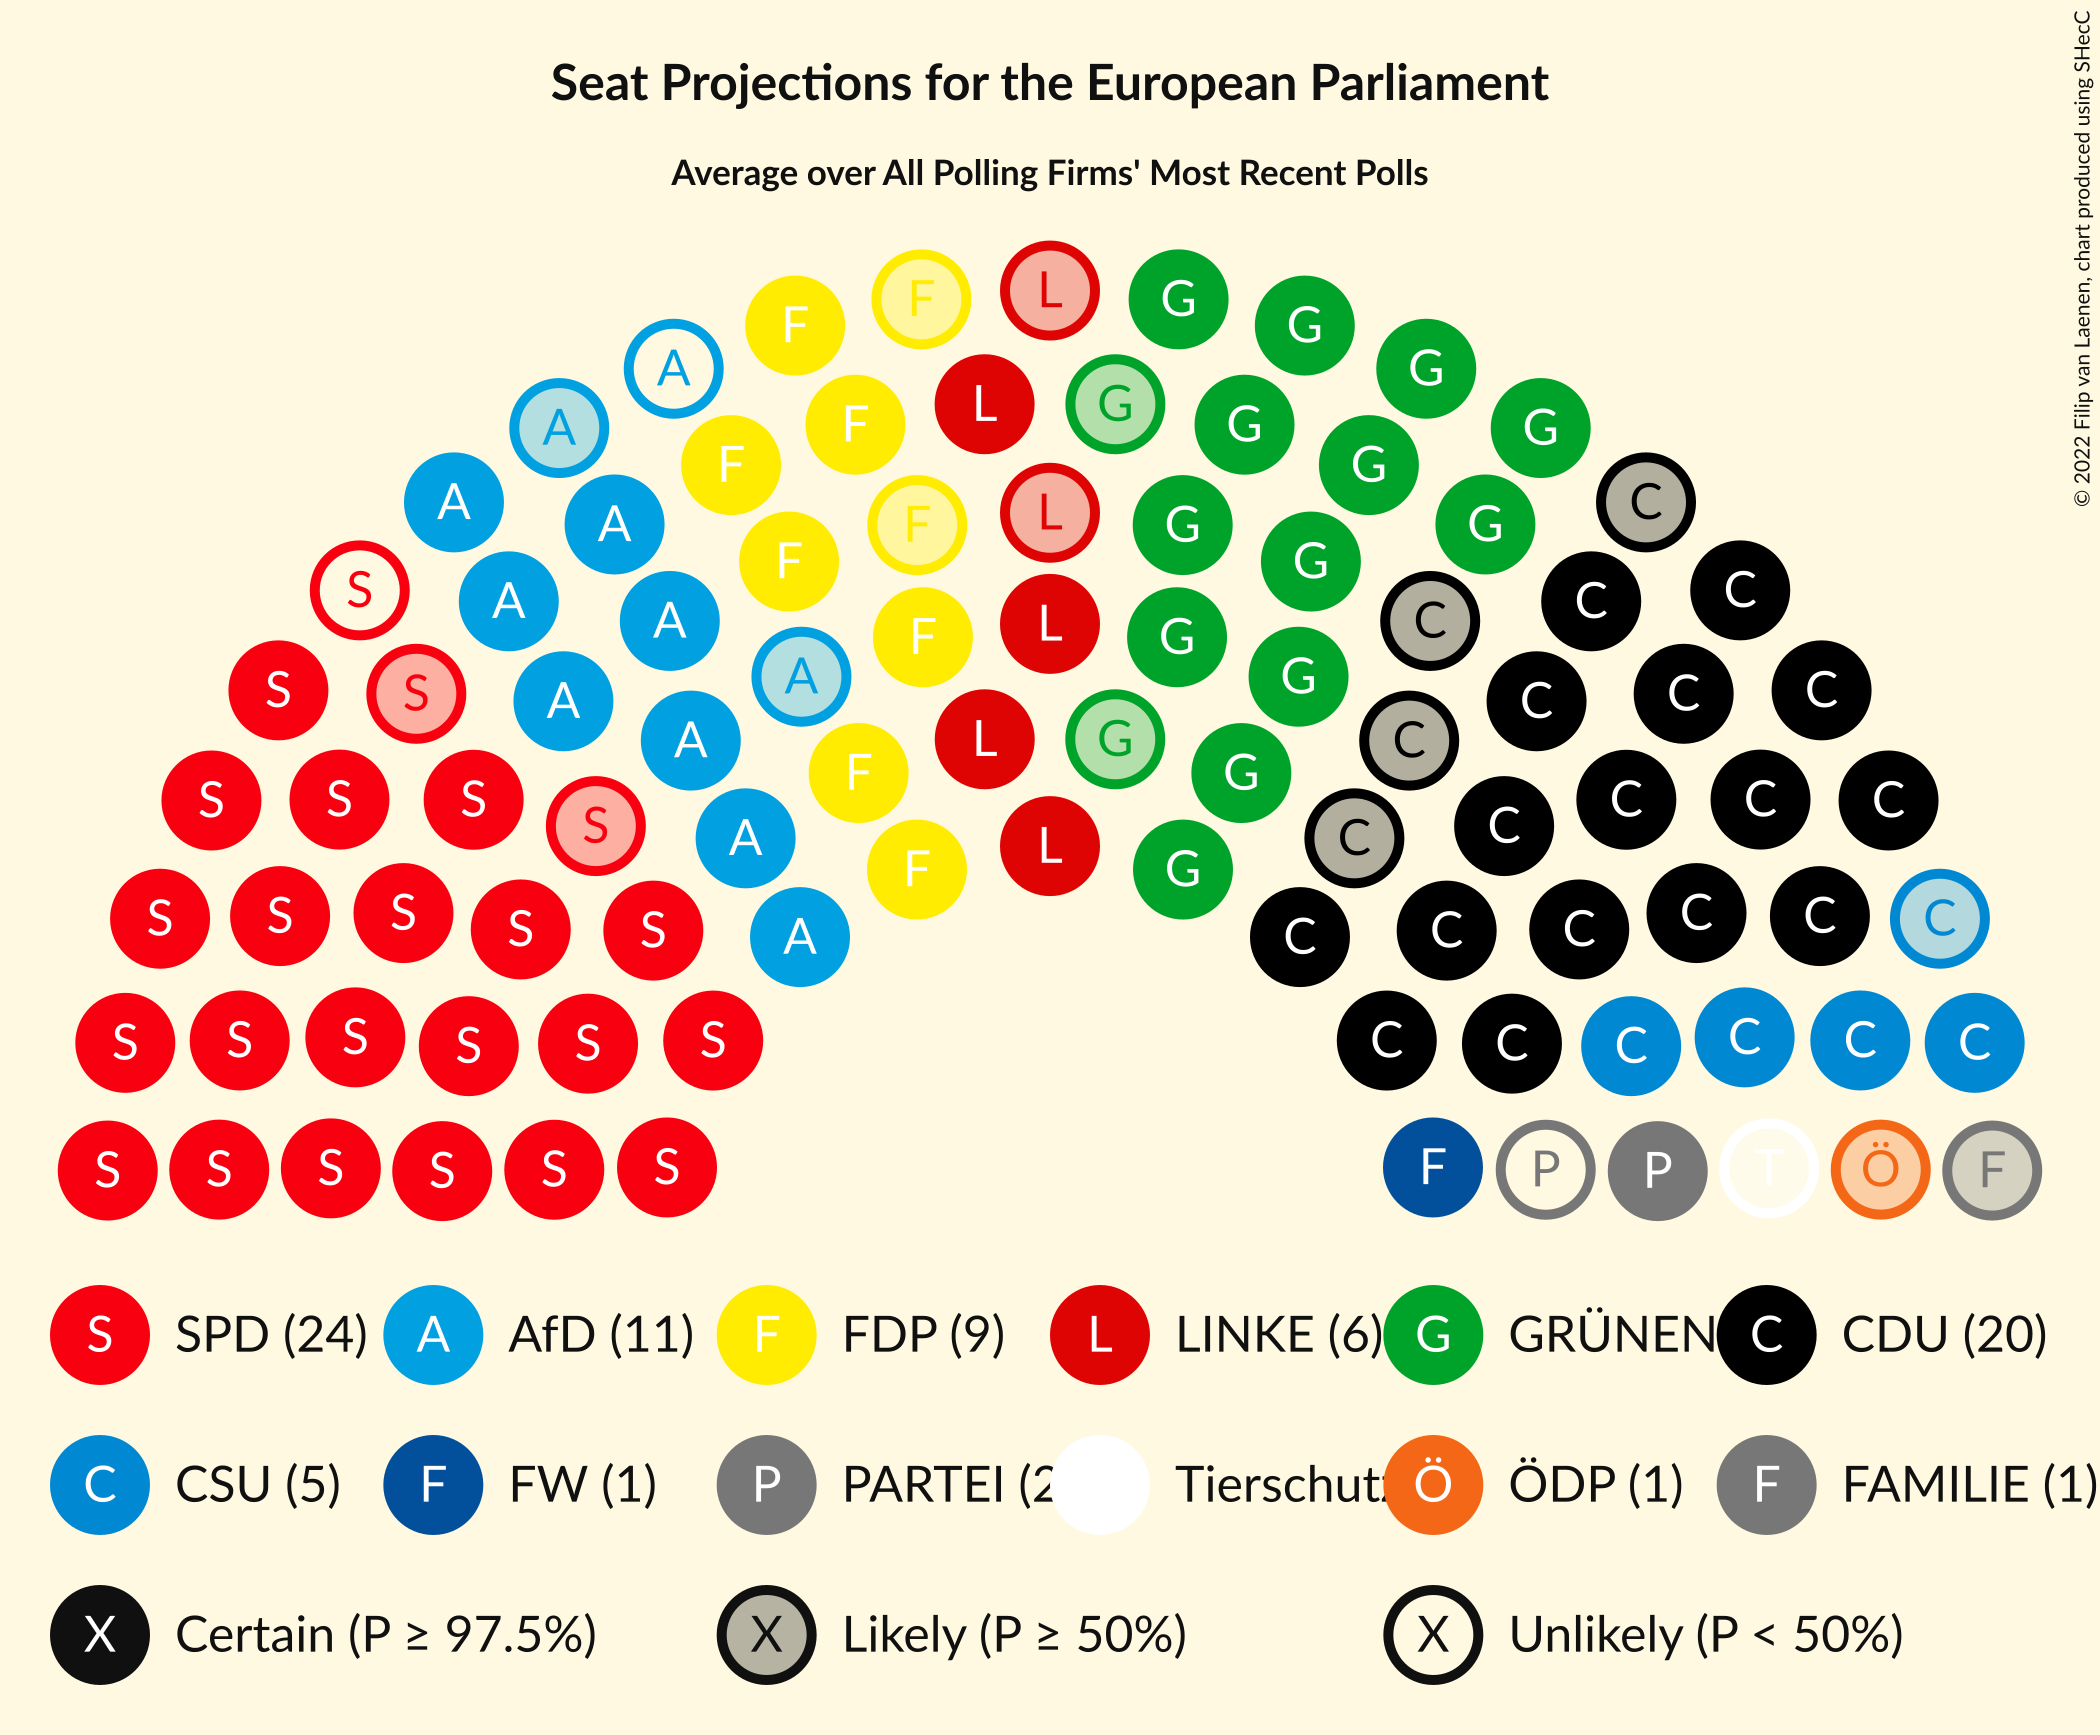 Seat Projections for the European Parliament
Average over All Polling Firms' Most Recent Polls
© 2022 Filip van Laenen, chart produced using SHecC
F F L G G
A G
A F L G G G
F G
A A F L G G C
F G
S A A F L G C C C
S S A A G C C C
A L G C
S S S F G C C C
S A L C C
F G
S S S S S A C C C C C C
S S S S S S C C C C C C
S S S S S S F P P T Ö F
S SPD (24) A AfD (11) F FDP (9) L LINKE (6) G GRÜNEN C CDU (20)
C CSU (5) F FW (1) P PARTEI (2 Tierschutz Ö ÖDP (1) F FAMILIE (1)
X Certain (P ≥ 97.5%) X Likely (P ≥ 50%) X Unlikely (P < 50%)